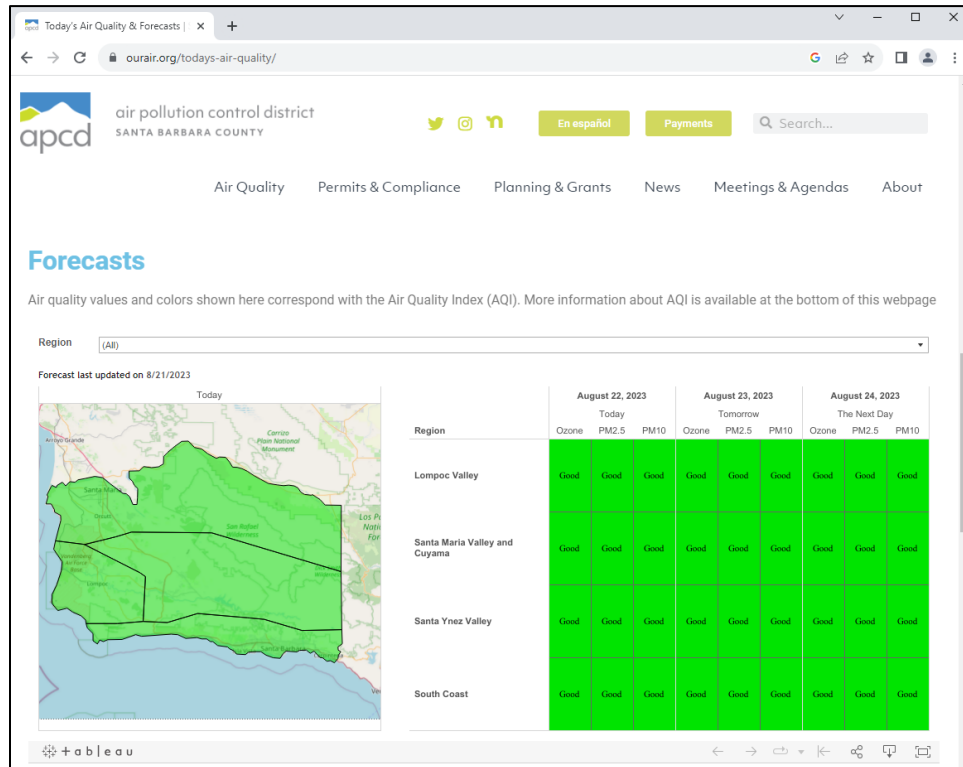 Today's Air Quality & Forecasts |
ourair.org/todays-air-quality/
apcd
air pollution control district
SANTA BARBARA COUNTY
En español
Payments
Search...
Air Quality Permits & Compliance Planning & Grants News Meetings & Agendas About
Forecasts
Air quality values and colors shown here correspond with the Air Quality Index (AQI). More information about AQI is available at the bottom of this webpage
Region (All)
Forecast last updated on 8/21/2023
Today
Arroyo Grande
Carrizo
Plain National
Monument
Santa Maria
Orcutt
San Rafael
Wilderness
Lompoc
Santa Barbara
August 22, 2023 August 23, 2023 August 24, 2023
Today Tomorrow The Next Day
Region Ozone PM2.5 PM10 Ozone PM2.5 PM10 Ozone PM2.5 PM10
Lompoc Valley Good Good Good Good Good Good Good Good Good
Santa Maria Valley and
Cuyama Good Good Good Good Good Good Good Good Good
Santa Ynez Valley Good Good Good Good Good Good Good Good Good
South Coast Good Good Good Good Good Good Good Good Good
+ a b | e a u